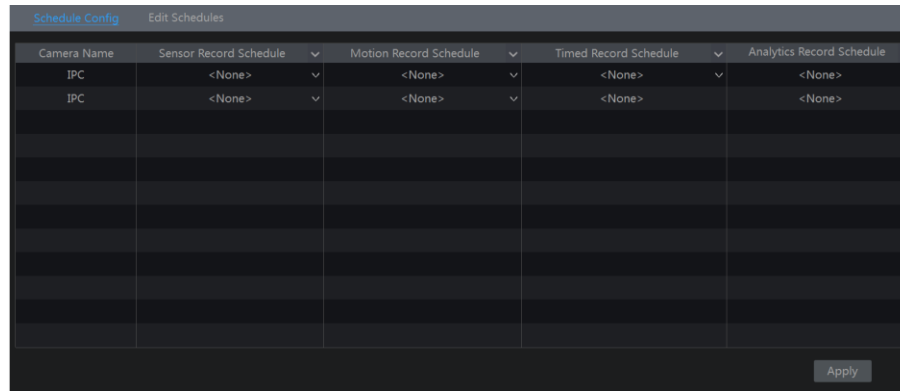 Schedule Config Edit Schedules
Camera Name Sensor Record Schedule Motion Record Schedule Timed Record Schedule Analytics Record Schedule
IPC <None> <None> <None> <None>
IPC <None> <None> <None> <None>
Apply